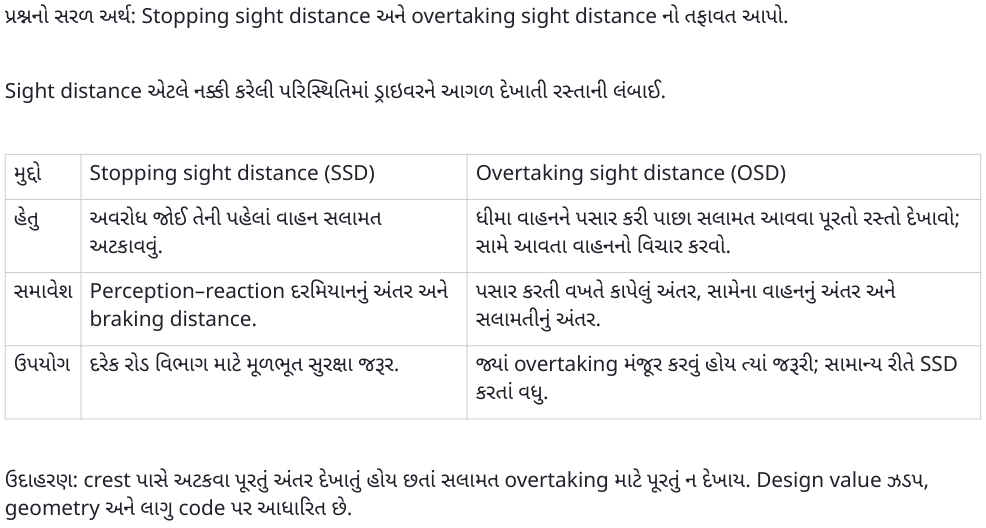 પ્રશ્નનો સરળ અર્થ: Stopping sight distance અને overtaking sight distance નો તફાવત આપો.
Sight distance એટલે નક્કી કરેલી પરિસ્થિતિમાં ડ્રાઇવરને આગળ દેખાતી રસ્તાની લંબાઈ.
મુદ્દો Stopping sight distance (SSD) Overtaking sight distance (OSD)
હેતુ અવરોધ જોઈ તેની પહેલાં વાહન સલામત ધીમા વાહનને પસાર કરી પાછા સલામત આવવા પૂરતો રસ્તો દેખાવો;
અટકાવવું. સામે આવતા વાહનનો વિચાર કરવો.
સમાવેશ Perception–reaction દરમિયાનનું અંતર અને પસાર કરતી વખતે કાપેલું અંતર, સામેના વાહનનું અંતર અને
braking distance. સલામતીનું અંતર.
ઉપયોગ દરેક રોડ વિભાગ માટે મૂળભૂત સુરક્ષા જરૂર. જ્યાં overtaking મંજૂર કરવું હોય ત્યાં જરૂરી; સામાન્ય રીતે SSD
કરતાં વધુ.
ઉદાહરણ: crest પાસે અટકવા પૂરતું અંતર દેખાતું હોય છતાં સલામત overtaking માટે પૂરતું ન દેખાય. Design value ઝડપ,
geometry અને લાગુ code પર આધારિત છે.